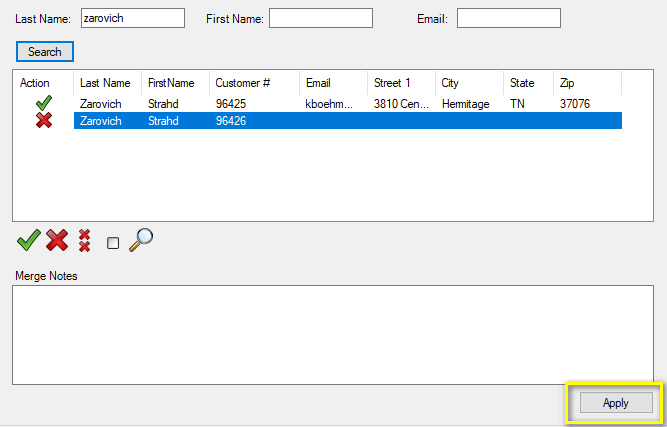 Last Name: zarovich First Name: Email:
Search
Action Last Name FirstName Customer # Email Street 1 City State Zip
Zarovich Strahd 96425 kboehm... 3810 Cen... Hermitage TN 37076
Zarovich Strahd 96426
Merge Notes
Apply